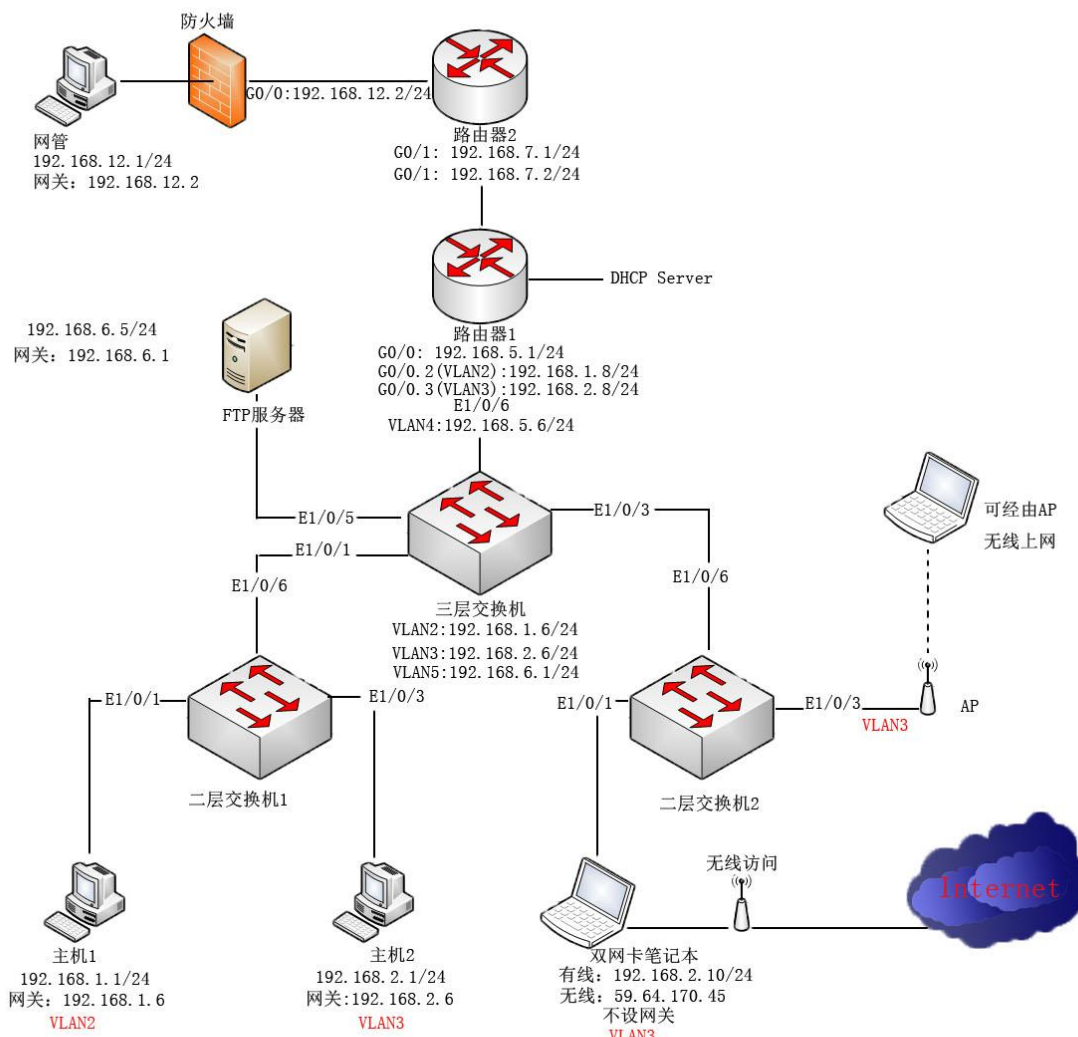 防火墙
G0/0:192.168.12.2/24
网管
192.168.12.1/24
网关: 192.168.12.2
路由器2
G0/1: 192.168.7.1/24
G0/1: 192.168.7.2/24
DHCP Server
路由器1
G0/0: 192.168.5.1/24
G0/0.2(VLAN2):192.168.1.8/24
G0/0.3(VLAN3):192.168.2.8/24
E1/0/6
VLAN4:192.168.5.6/24
192.168.6.5/24
网关: 192.168.6.1
FTP服务器
E1/0/5
E1/0/1
E1/0/3
E1/0/6
E1/0/6
可经由AP
无线上网
三层交换机
VLAN2:192.168.1.6/24
VLAN3:192.168.2.6/24
VLAN5:192.168.6.1/24
E1/0/1
E1/0/3
E1/0/1
E1/0/3
VLAN3
AP
二层交换机1
二层交换机2
无线访问
Internet
主机1
192.168.1.1/24
网关: 192.168.1.6
VLAN2
主机2
192.168.2.1/24
网关:192.168.2.6
VLAN3
双网卡笔记本
有线: 192.168.2.10/24
无线: 59.64.170.45
不设网关
VLAN3